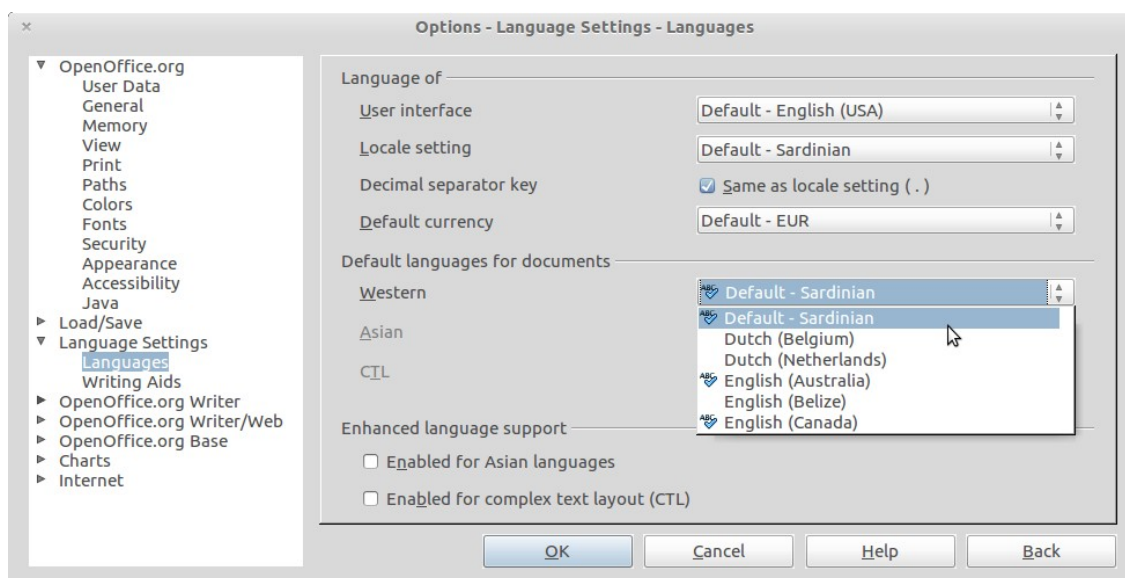 Options - Language Settings - Languages
OpenOffice.org
User Data
General
Memory
View
Print
Paths
Colors
Fonts
Security
Appearance
Accessibility
Java
Load/Save
Language Settings
Languages
Writing Aids
OpenOffice.org Writer
OpenOffice.org Writer/Web
OpenOffice.org Base
Charts
Internet
Language of
User interface Default - English (USA)
Locale setting Default - Sardinian
Decimal separator key Same as locale setting ( . )
Default currency Default - EUR
Default languages for documents
Western ABC Default - Sardinian
ABC Default - Sardinian
Asian
Dutch (Belgium)
Dutch (Netherlands)
CTL
ABC English (Australia)
English (Belize)
ABC English (Canada)
Enhanced language support
Enabled for Asian languages
Enabled for complex text layout (CTL)
OK Cancel Help Back